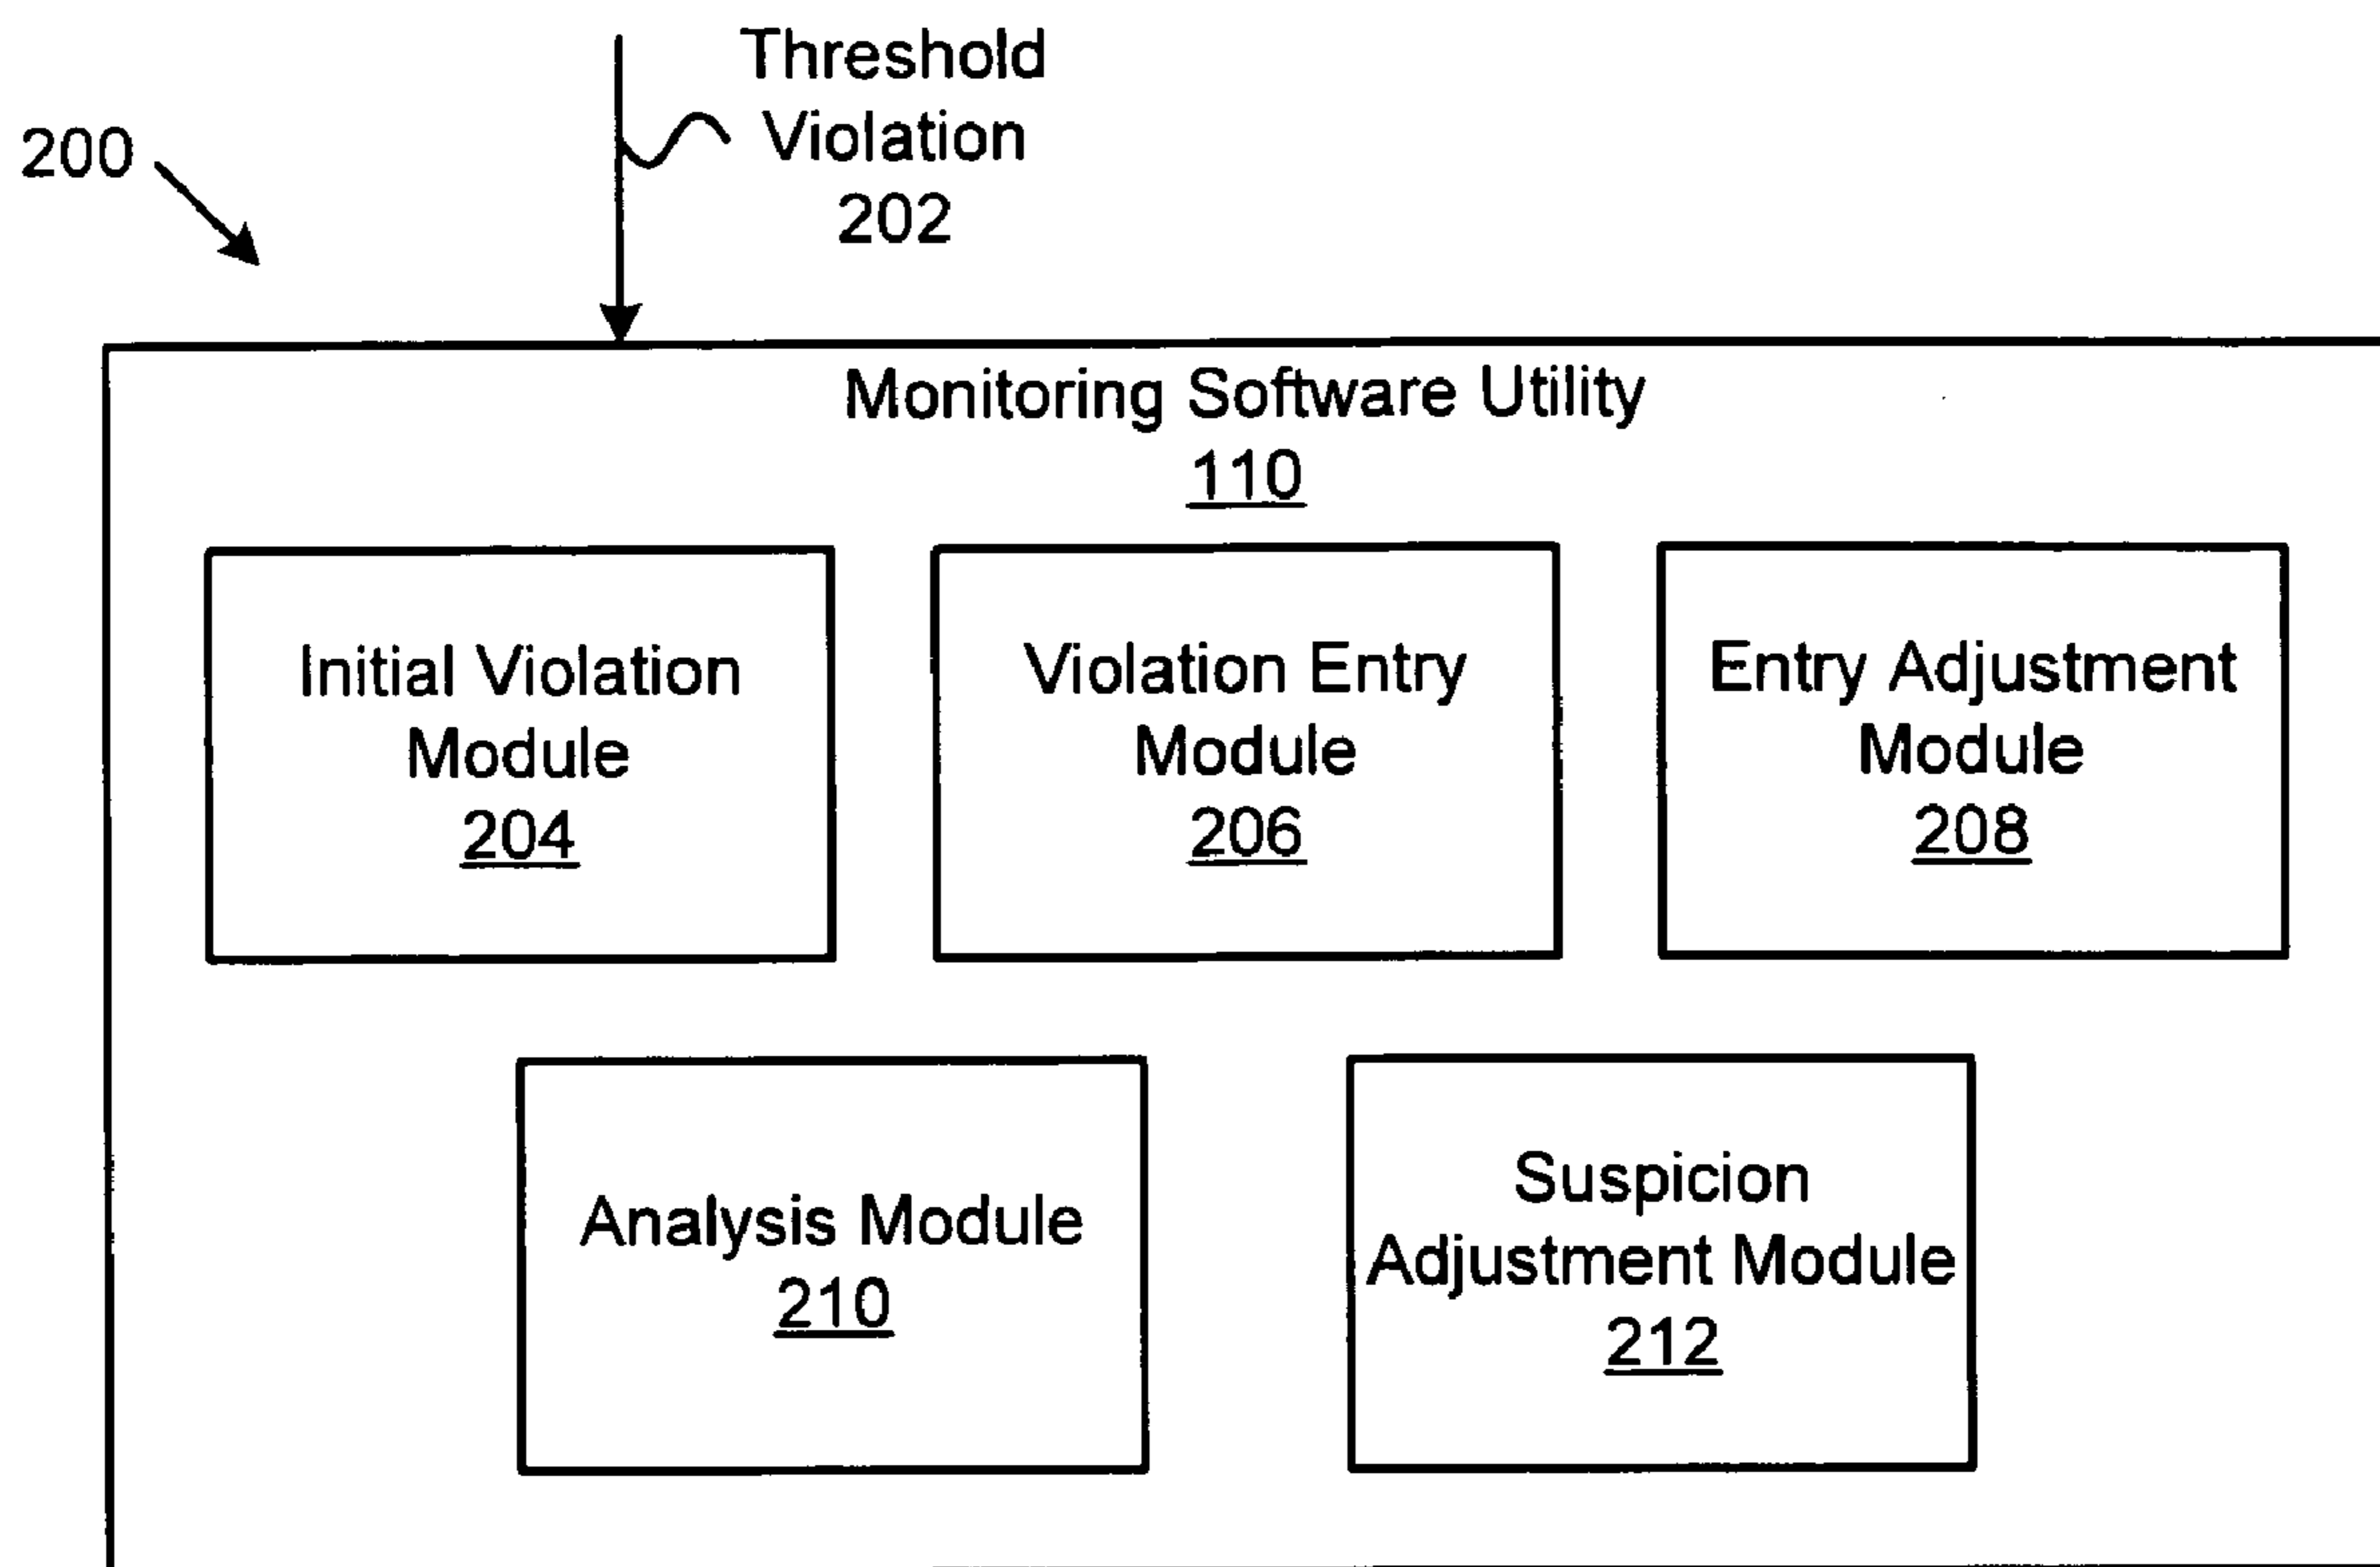 Threshold
Violation
202
200
Monitoring Software Utility
110
Initial Violation
Module
204
Violation Entry
Module
206
Entry Adjustment
Module
208
Analysis Module
210
Suspicion
Adjustment Module
212